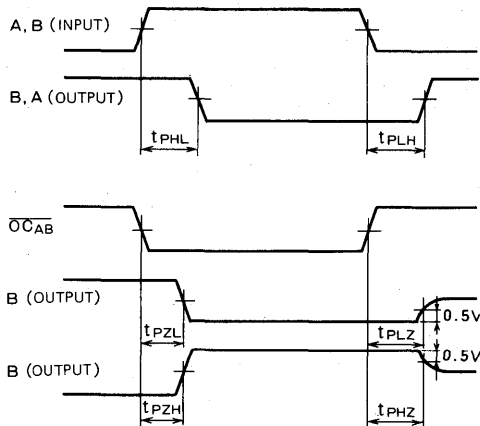 A, B (INPUT)
B, A (OUTPUT)
tPHL
tPLH
OCAB
B (OUTPUT)
0.5V
tPZL
tPLZ
0.5V
B (OUTPUT)
tPZH
tPHZ